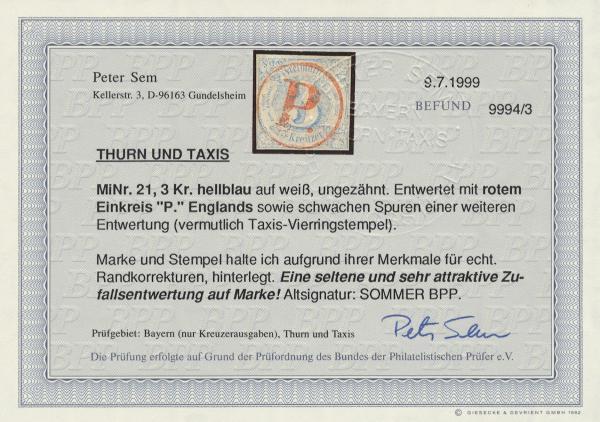 Peter Sem
Kellerstr. 3, D-96163 Gundelsheim
9.7.1999
BEFUND 9994/3
P.
THURN UND TAXIS
MiNr. 21, 3 Kr. hellblau auf weiß, ungezähnt. Entwertet mit rotem
Einkreis "P." Englands sowie schwachen Spuren einer weiteren
Entwertung (vermutlich Taxis-Vierringstempel).
Marke und Stempel halte ich aufgrund ihrer Merkmale für echt.
Randkorrekturen, hinterlegt. Eine seltene und sehr attraktive Zu-
fallsentwertung auf Marke! Altsignatur: SOMMER BPP.
Prüfgebiet: Bayern (nur Kreuzerausgaben), Thurn und Taxis
Peter Sem
Die Prüfung erfolgte auf Grund der Prüfordnung des Bundes der Philatelistischen Prüfer e.V.
© GIESECKE & DEVRIENT GMBH 1992